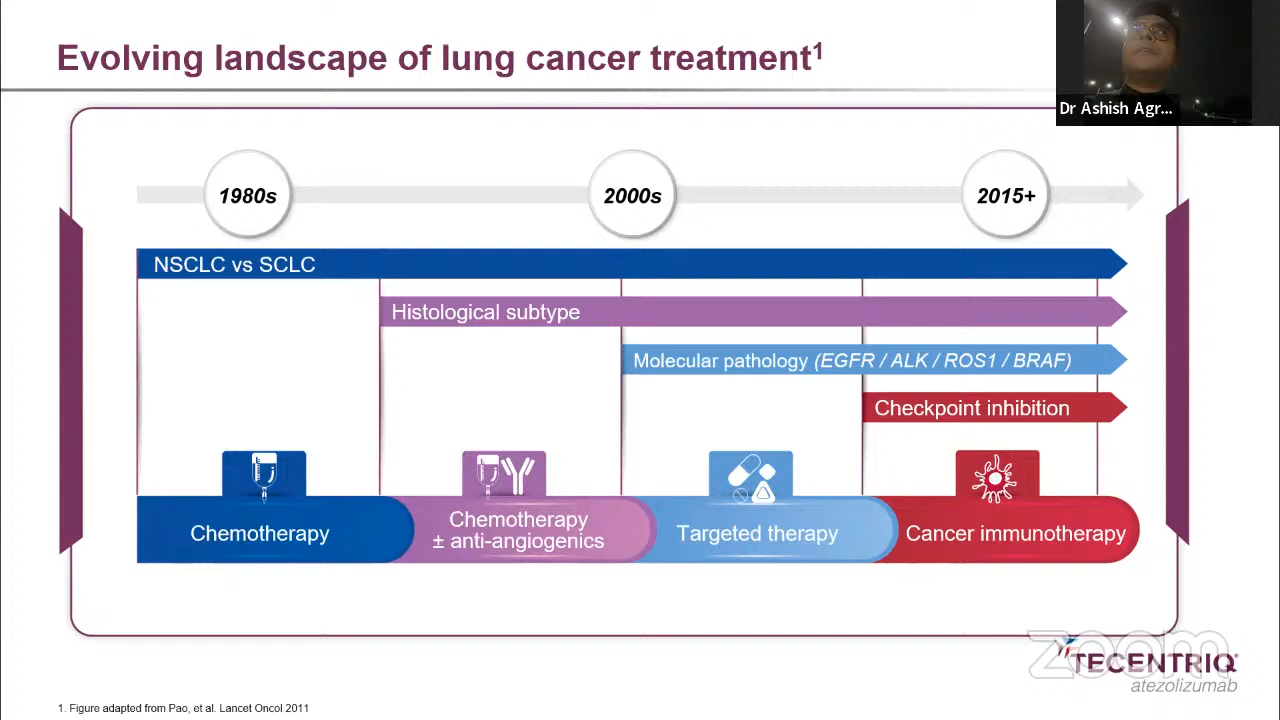 Evolving landscape of lung cancer treatment1
Dr Ashish Agr...
1980s
2000s
2015+
NSCLC vs SCLC
Histological subtype
Molecular pathology (EGFR / ALK / ROS1 / BRAF)
Checkpoint inhibition
Chemotherapy
Chemotherapy
± anti-angiogenics
Targeted therapy
Cancer immunotherapy
zoom
TECENTRIQ®
atezolizumab
1. Figure adapted from Pao, et al. Lancet Oncol 2011